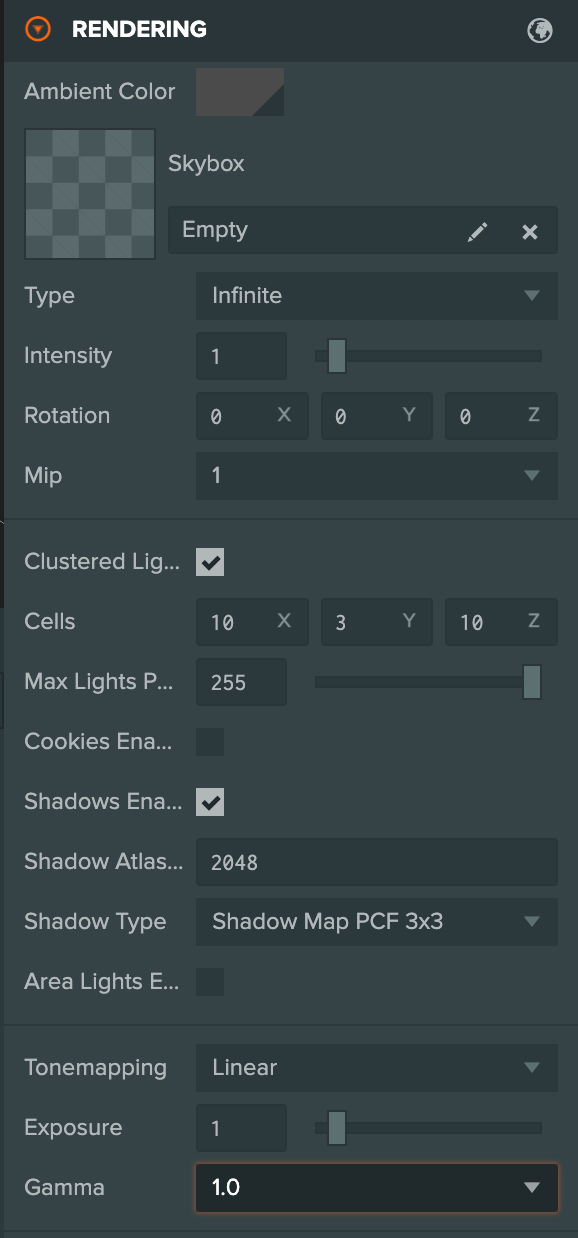 RENDERING
Ambient Color
Skybox
Empty
Type Infinite
Intensity 1
Rotation 0 X 0 Y 0 Z
Mip 1
Clustered Lig...
Cells 10 X 3 Y 10 Z
Max Lights P... 255
Cookies Ena...
Shadows Ena...
Shadow Atlas... 2048
Shadow Type Shadow Map PCF 3x3
Area Lights E...
Tonemapping Linear
Exposure 1
Gamma 1.0